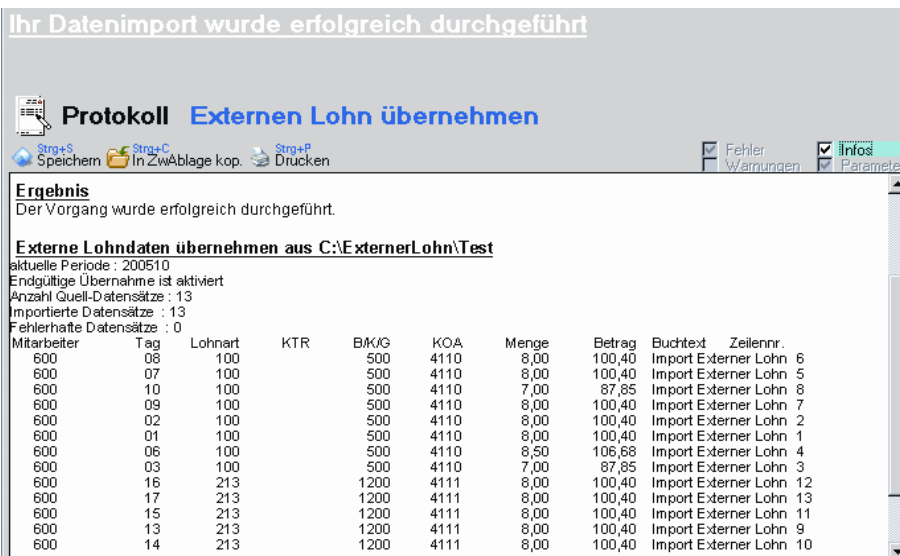 Ihr Datenimport wurde erfolgreich durchgeführt
Protokoll Externen Lohn übernehmen
Strg+S Strg+C Strg+P
Speichern In ZwAblage kop. Drucken
Fehler Infos
Warnungen Paramete
Ergebnis
Der Vorgang wurde erfolgreich durchgeführt.
Externe Lohndaten übernehmen aus C:\ExternerLohn\Test
aktuelle Periode : 200510
Endgültige Übernahme ist aktiviert
Anzahl Quell-Datensätze : 13
Importierte Datensätze : 13
Fehlerhafte Datensätze : 0
Mitarbeiter Tag Lohnart KTR B/K/G KOA Menge Betrag Buchtext Zeilennr.
600 08 100 500 4110 8,00 100,40 Import Externer Lohn 6
600 07 100 500 4110 8,00 100,40 Import Externer Lohn 5
600 10 100 500 4110 7,00 87,85 Import Externer Lohn 8
600 09 100 500 4110 8,00 100,40 Import Externer Lohn 7
600 02 100 500 4110 8,00 100,40 Import Externer Lohn 2
600 01 100 500 4110 8,00 100,40 Import Externer Lohn 1
600 06 100 500 4110 8,50 106,68 Import Externer Lohn 4
600 03 100 500 4110 7,00 87,85 Import Externer Lohn 3
600 16 213 1200 4111 8,00 100,40 Import Externer Lohn 12
600 17 213 1200 4111 8,00 100,40 Import Externer Lohn 13
600 15 213 1200 4111 8,00 100,40 Import Externer Lohn 11
600 13 213 1200 4111 8,00 100,40 Import Externer Lohn 9
600 14 213 1200 4111 8,00 100,40 Import Externer Lohn 10